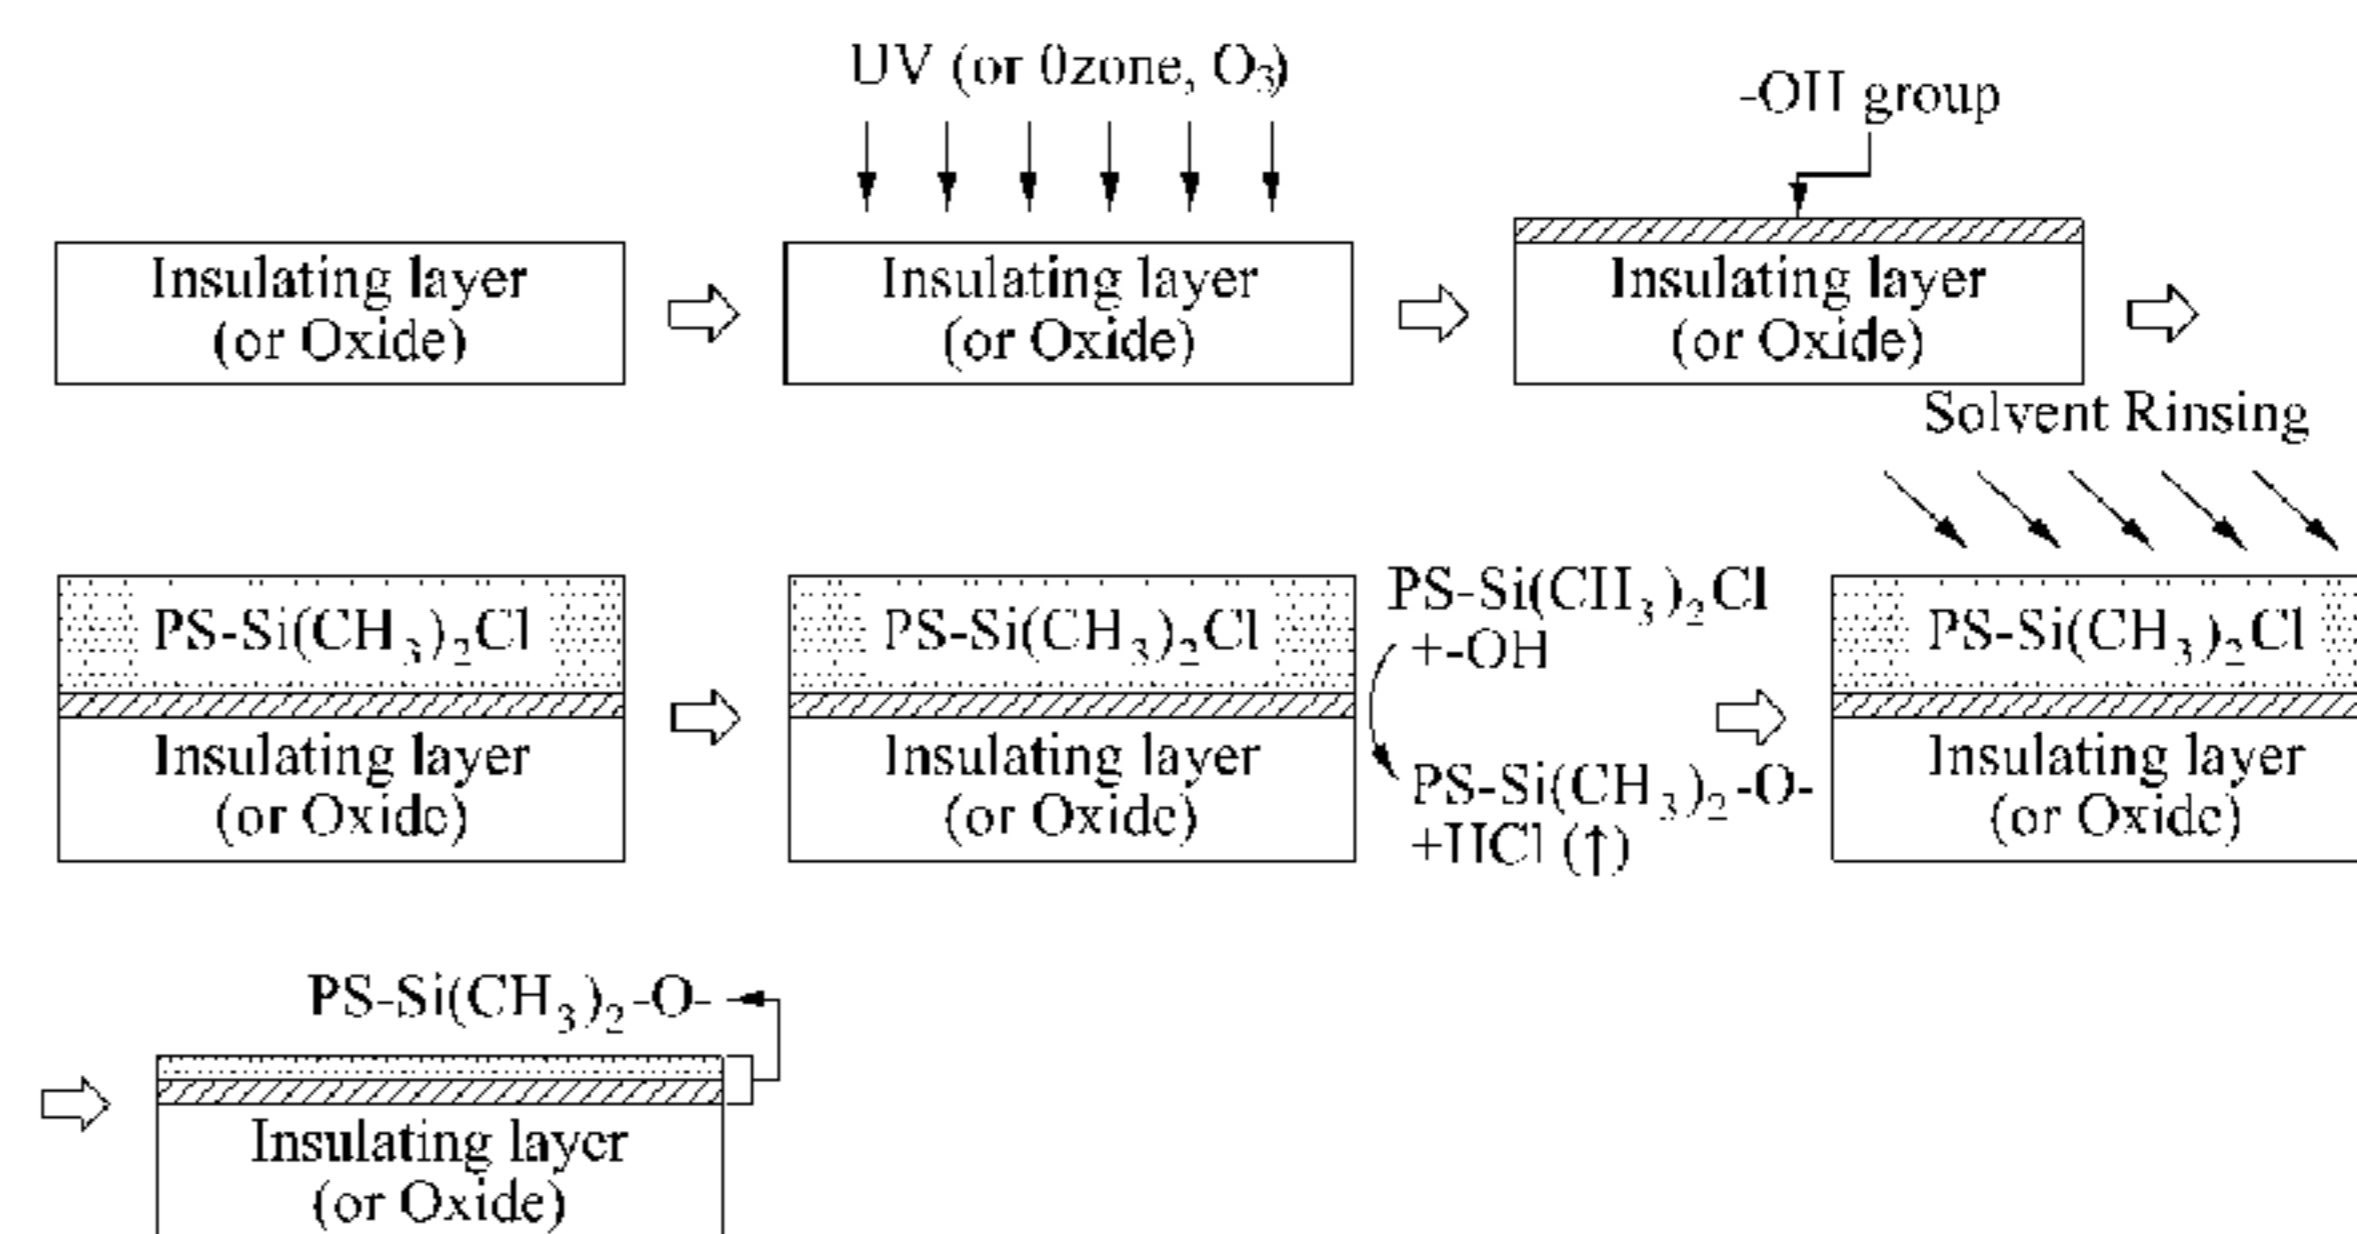 UV (or 0zone, O3)
-OH group
Insulating layer
(or Oxide)
Insulating layer
(or Oxide)
Insulating layer
(or Oxide)
Solvent Rinsing
PS-Si(CH3)2Cl
Insulating layer
(or Oxide)
PS-Si(CH3)2Cl
Insulating layer
(or Oxide)
PS-Si(CH3)2Cl
+-OH
PS-Si(CH3)2-O-
+HCl (↑)
PS-Si(CH3)2Cl
Insulating layer
(or Oxide)
PS-Si(CH3)2-O-
Insulating layer
(or Oxide)